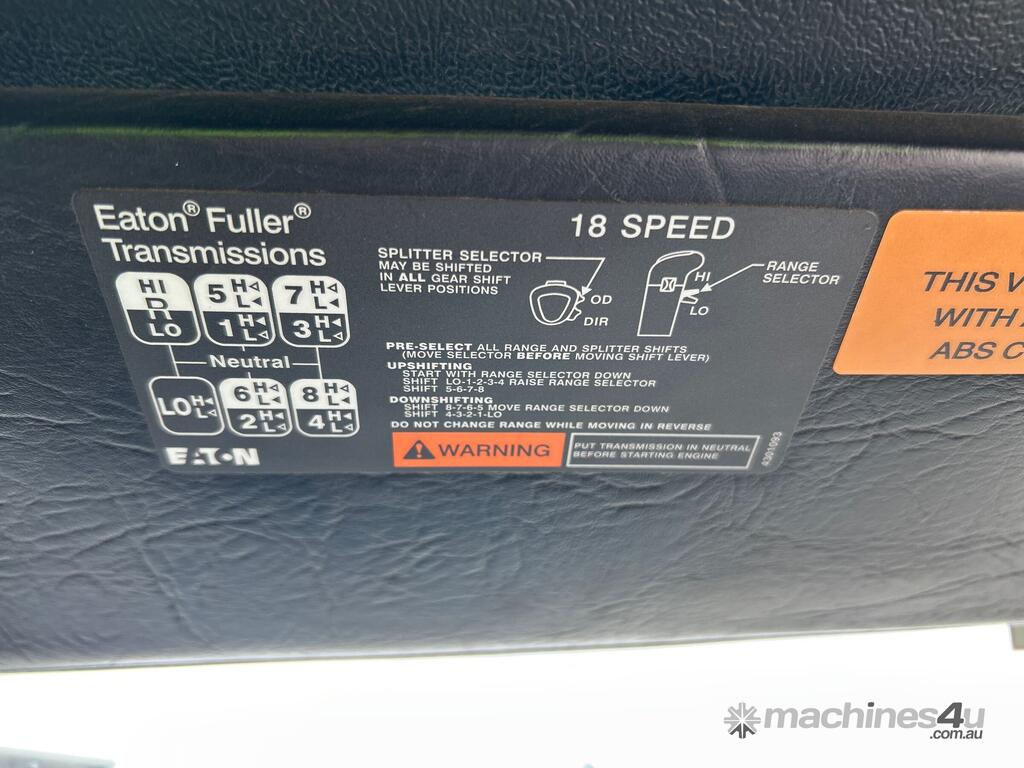 Eaton® Fuller®
Transmissions
18 SPEED
HI
R
LO
5 H L
1 H L
7 H L
3 H L
Neutral
LO H L
6 H L
2 H L
8 H L
4 H L
EATON
SPLITTER SELECTOR
MAY BE SHIFTED
IN ALL GEAR SHIFT
LEVER POSITIONS
OD
DIR
HI
LO
RANGE
SELECTOR
PRE-SELECT ALL RANGE AND SPLITTER SHIFTS
(MOVE SELECTOR BEFORE MOVING SHIFT LEVER)
UPSHIFTING
START WITH RANGE SELECTOR DOWN
SHIFT LO-1-2-3-4 RAISE RANGE SELECTOR
SHIFT 5-6-7-8
DOWNSHIFTING
SHIFT 8-7-6-5 MOVE RANGE SELECTOR DOWN
SHIFT 4-3-2-1-LO
DO NOT CHANGE RANGE WHILE MOVING IN REVERSE
WARNING
PUT TRANSMISSION IN NEUTRAL
BEFORE STARTING ENGINE
4301093
THIS V
WITH
ABS C
machines4u
.com.au